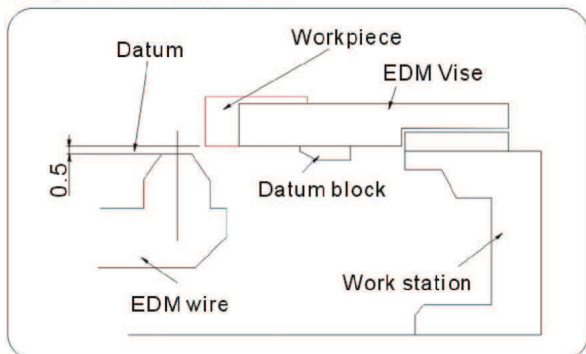 Workpiece
Datum
EDM Vise
0.5
Datum block
Work station
EDM wire